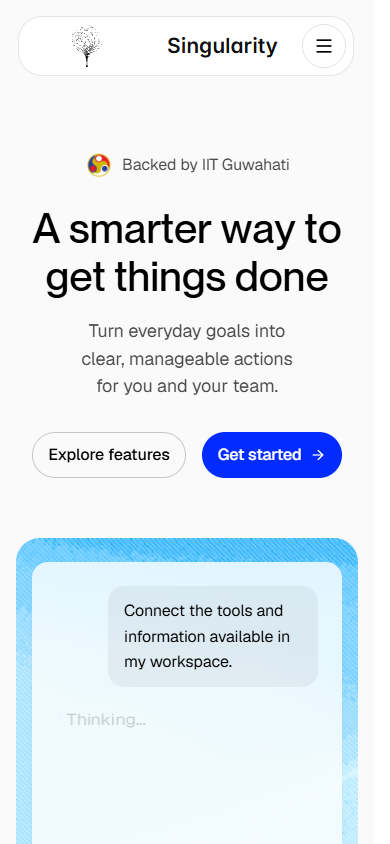 Singularity
Backed by IIT Guwahati
A smarter way to
get things done
Turn everyday goals into
clear, manageable actions
for you and your team.
Explore features
Get started →
Connect the tools and
information available in
my workspace.
Thinking...